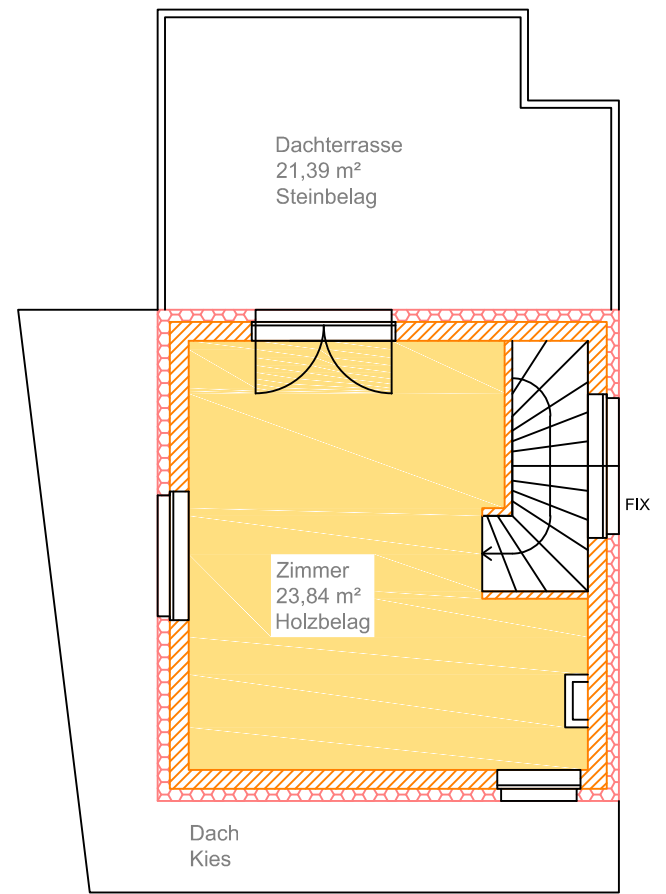 Dachterrasse
21,39 m²
Steinbelag
FIX
Zimmer
23,84 m²
Holzbelag
Dach
Kies